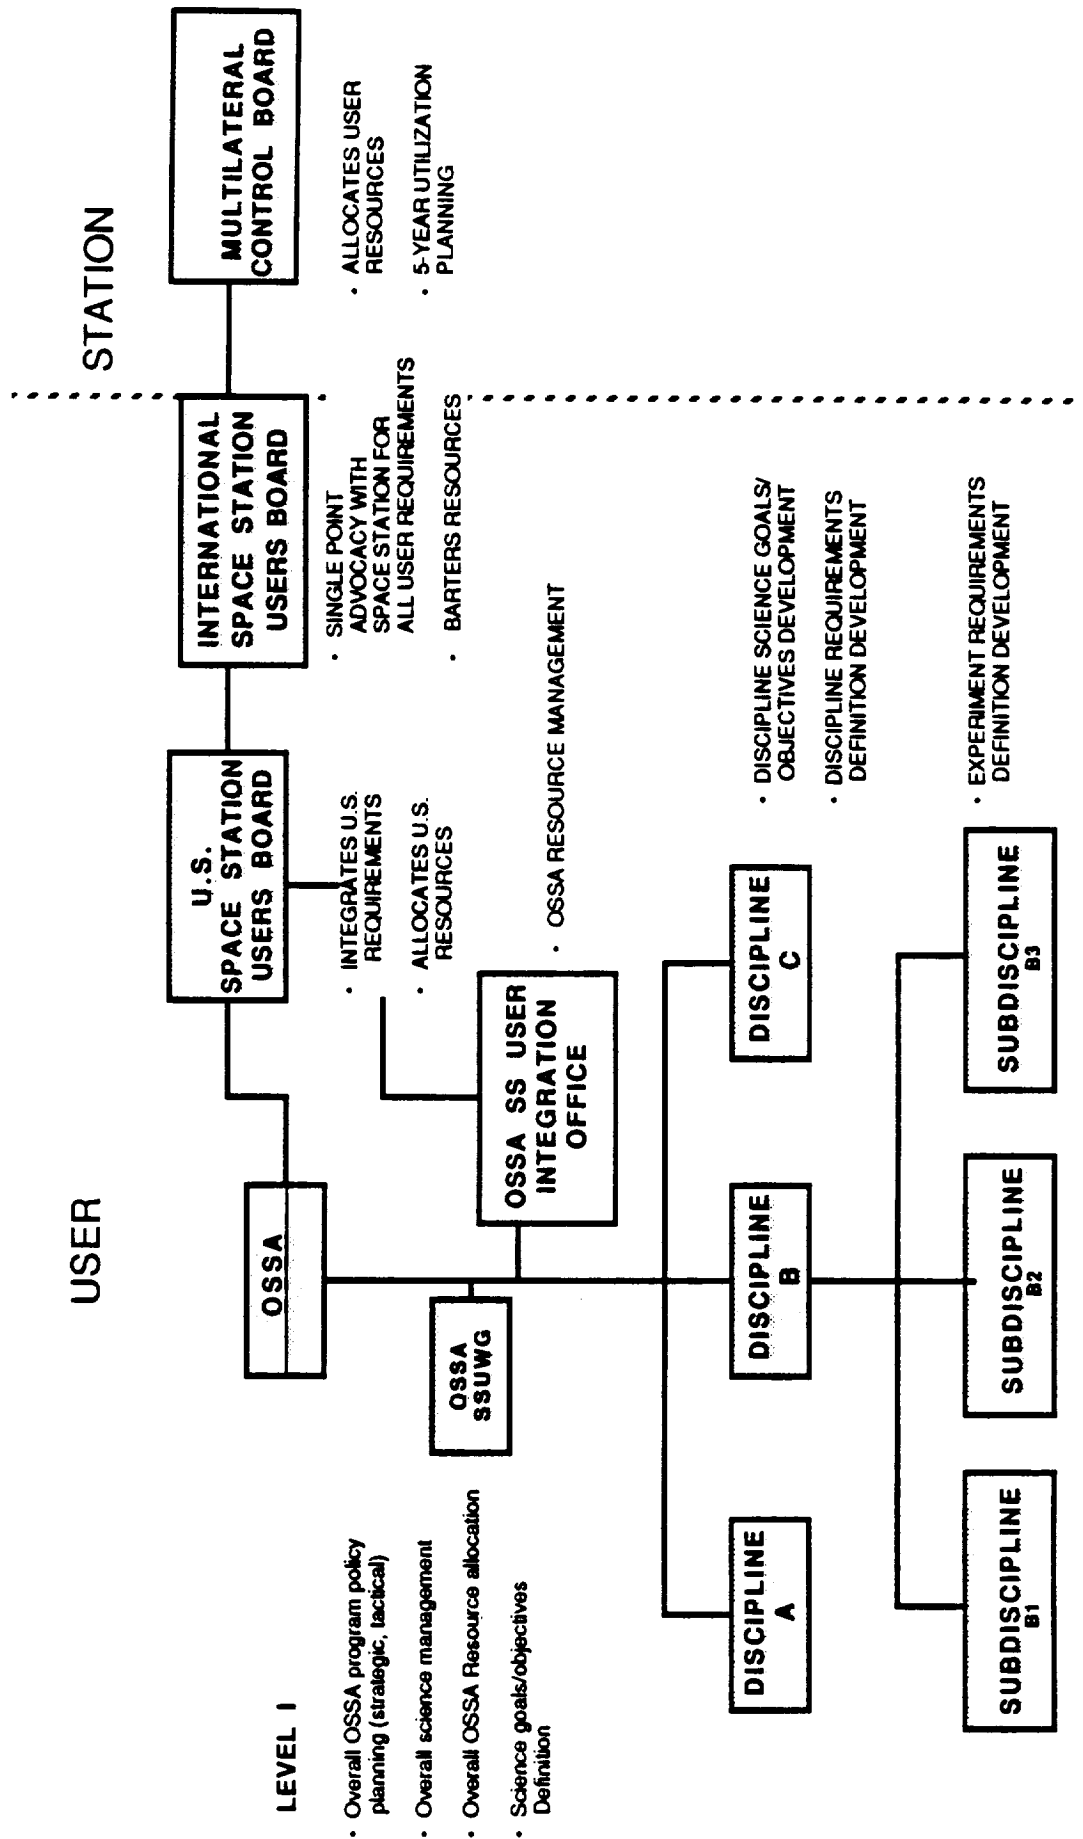 USER
STATION
LEVEL I
• Overall OSSA program policy
planning (strategic, tactical)
• Overall science management
• Overall OSSA Resource allocation
• Science goals/objectives
Definition
OSSA
U.S.
SPACE STATION
USERS BOARD
• INTEGRATES U.S.
REQUIREMENTS
• ALLOCATES U.S.
RESOURCES
INTERNATIONAL
SPACE STATION
USERS BOARD
• SINGLE POINT
ADVOCACY WITH
SPACE STATION FOR
ALL USER REQUIREMENTS
• BARTERS RESOURCES
MULTILATERAL
CONTROL BOARD
• ALLOCATES USER
RESOURCES
• 5-YEAR UTILIZATION
PLANNING
OSSA
SSUWG
OSSA SS USER
INTEGRATION
OFFICE
• OSSA RESOURCE MANAGEMENT
DISCIPLINE
A
DISCIPLINE
B
DISCIPLINE
C
• DISCIPLINE SCIENCE GOALS/
OBJECTIVES DEVELOPMENT
• DISCIPLINE REQUIREMENTS
DEFINITION DEVELOPMENT
SUBDISCIPLINE
B1
SUBDISCIPLINE
B2
SUBDISCIPLINE
B3
• EXPERIMENT REQUIREMENTS
DEFINITION DEVELOPMENT